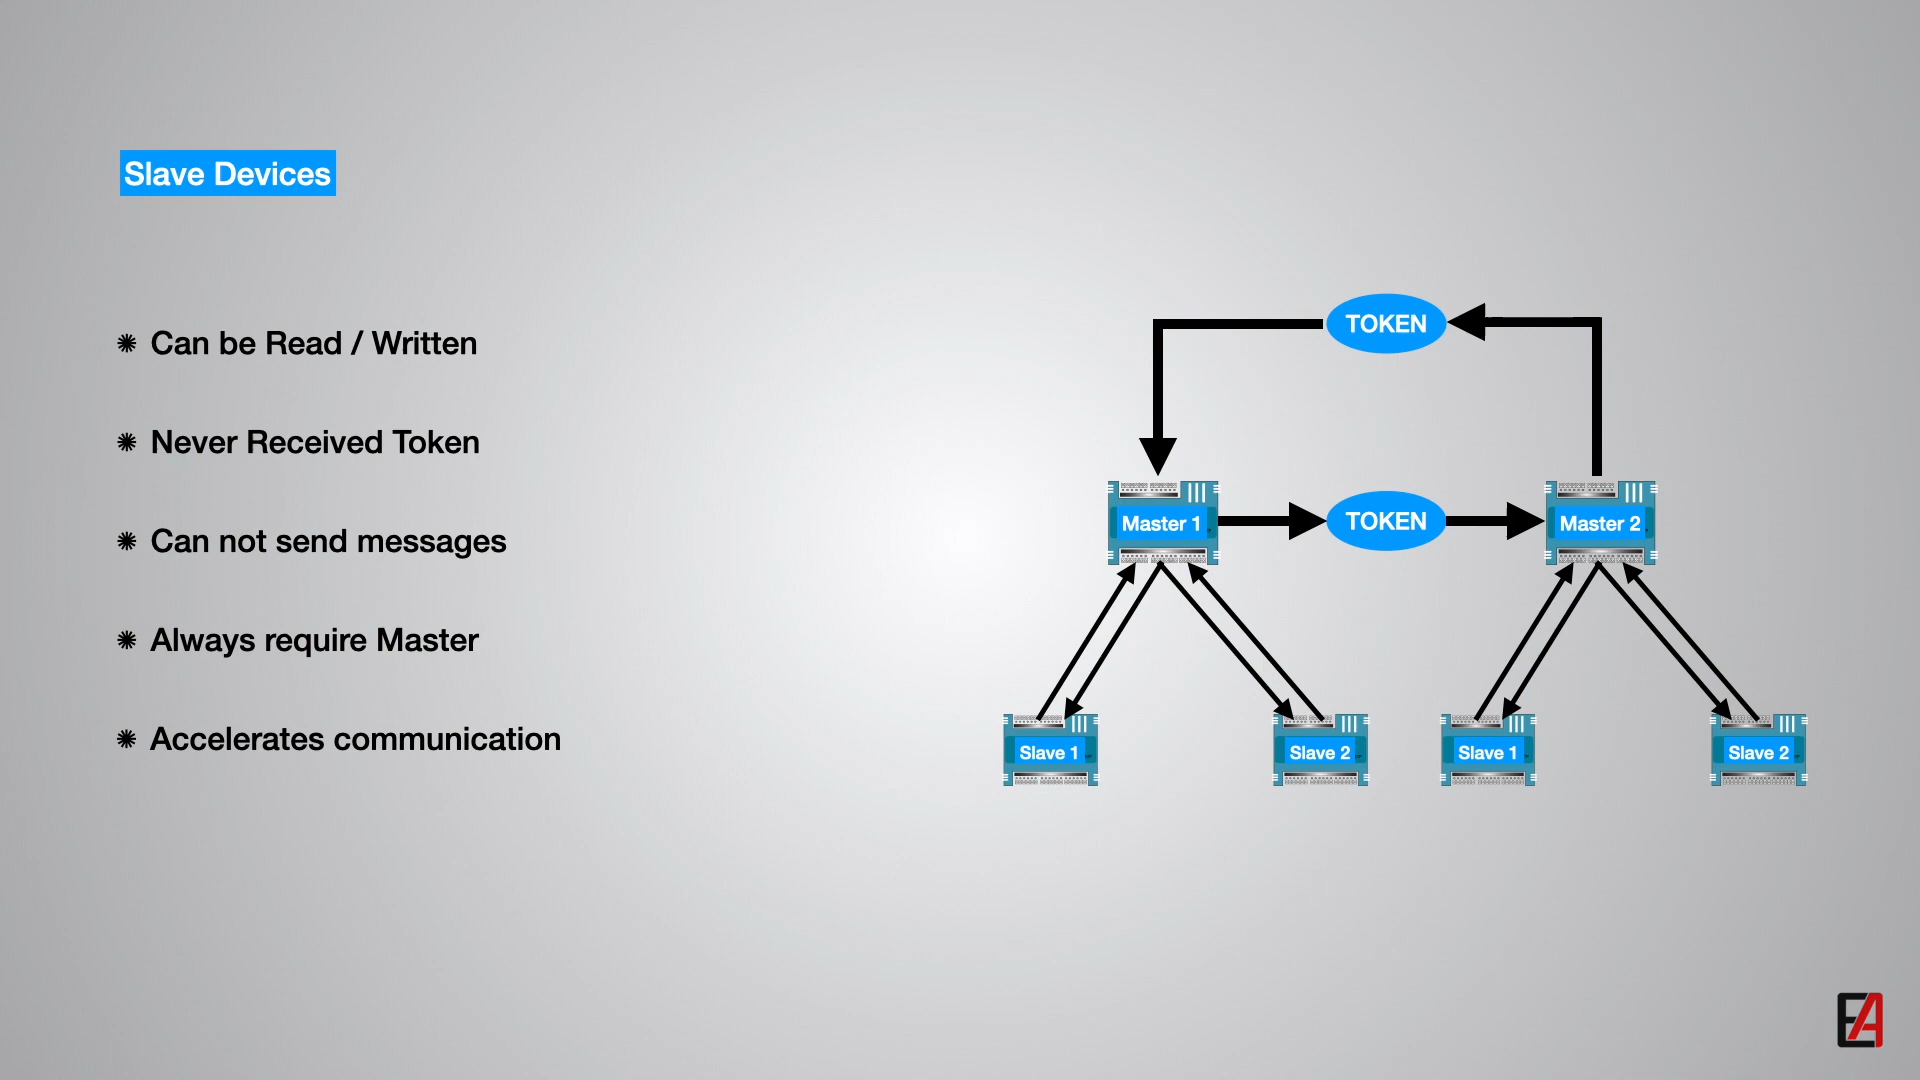 Slave Devices
Can be Read / Written
Never Received Token
Can not send messages
Always require Master
Accelerates communication
TOKEN
Master 1
TOKEN
Master 2
Slave 1
Slave 2
Slave 1
Slave 2
EA